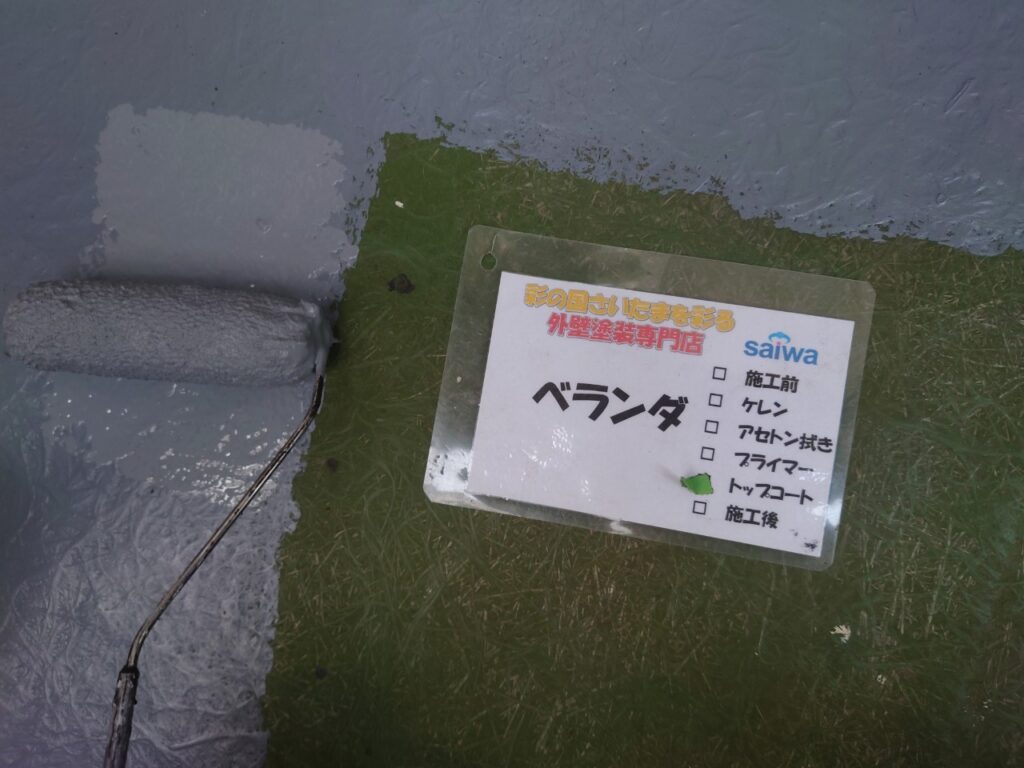 彩の国さいたまを彩る
外壁塗装専門店
saiwa
ベランダ
□ 施工前
□ ケレン
□ アセトン拭き
□ プライマー
トップコート
□ 施工後